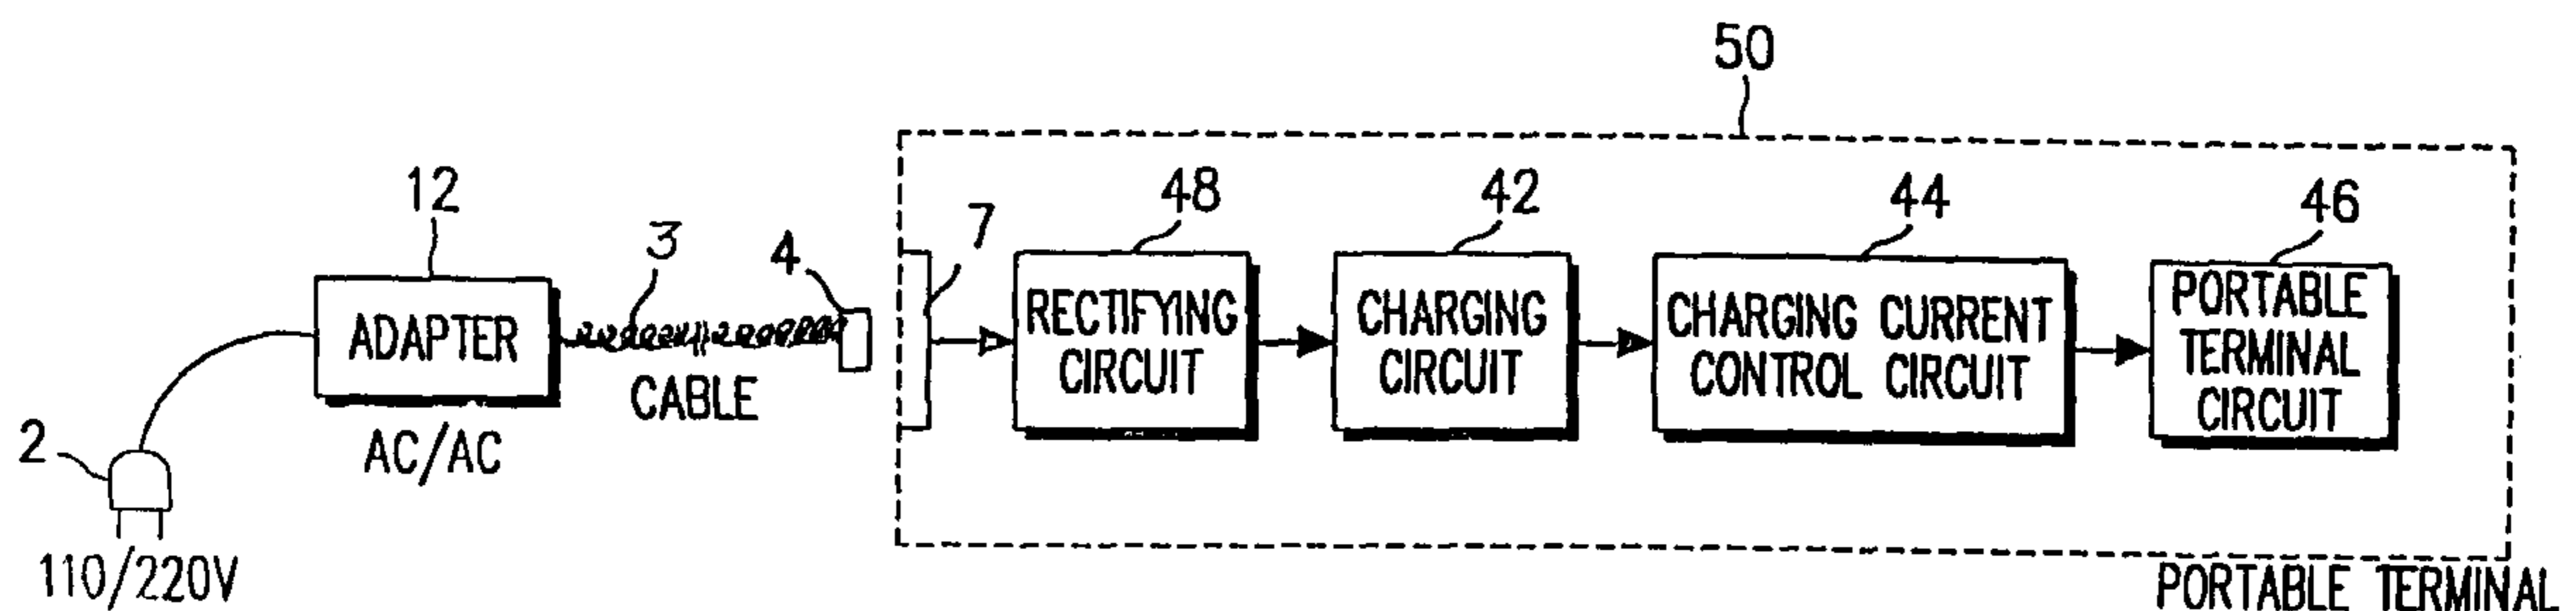 50
12
3
4
7
48
42
44
46
ADAPTER
AC/AC
CABLE
RECTIFYING
CIRCUIT
CHARGING
CIRCUIT
CHARGING CURRENT
CONTROL CIRCUIT
PORTABLE
TERMINAL
CIRCUIT
2
110/220V
PORTABLE TERMINAL